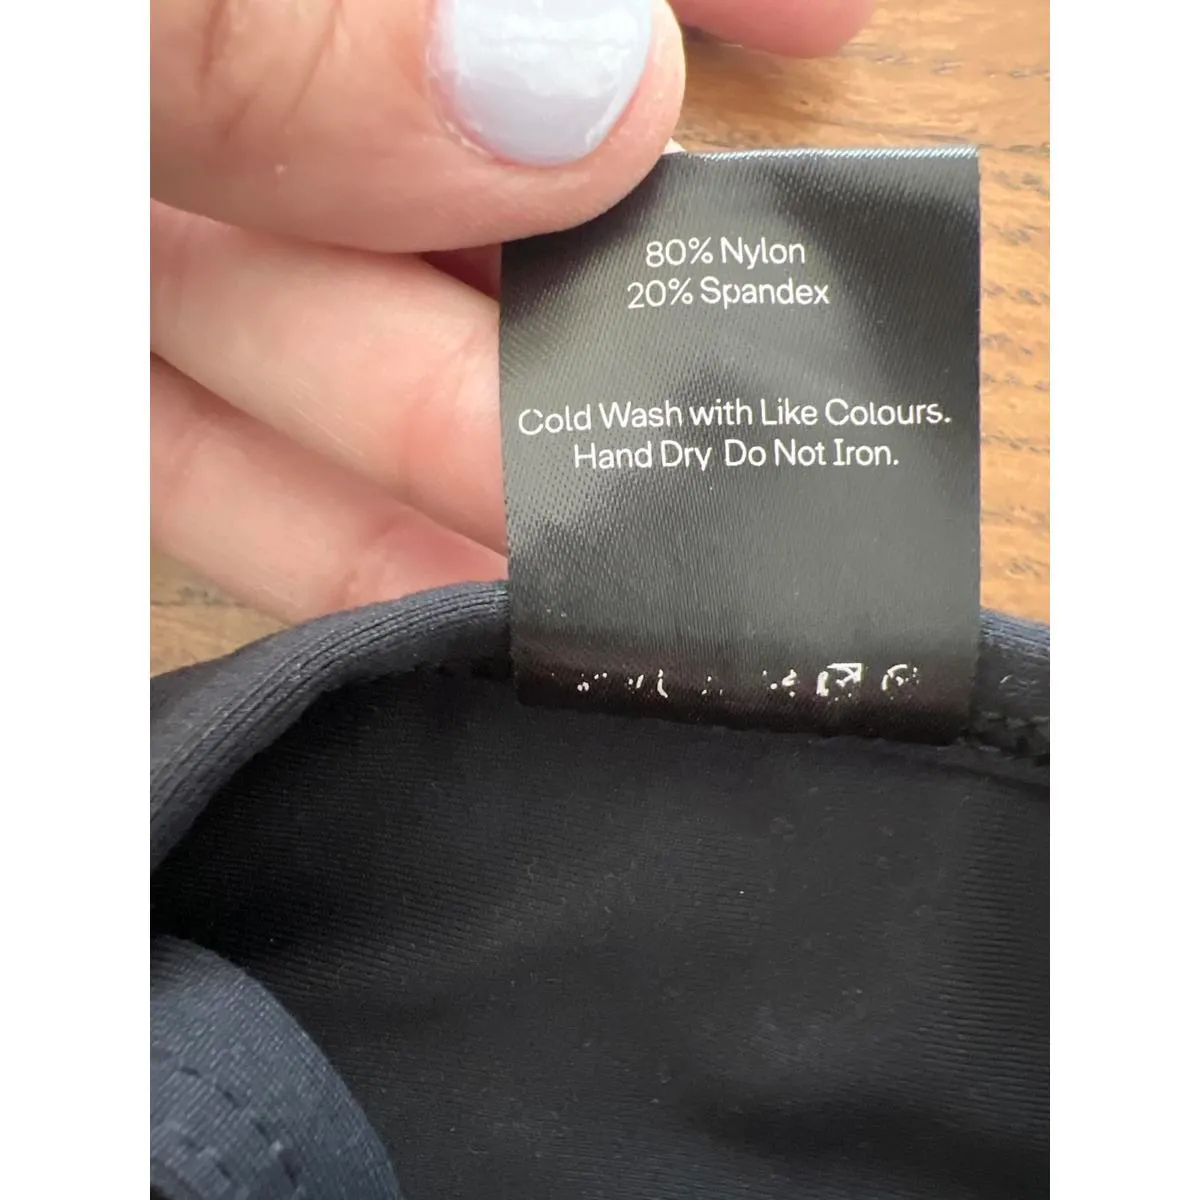 80% Nylon
20% Spandex
Cold Wash with Like Colours.
Hand Dry Do Not Iron.